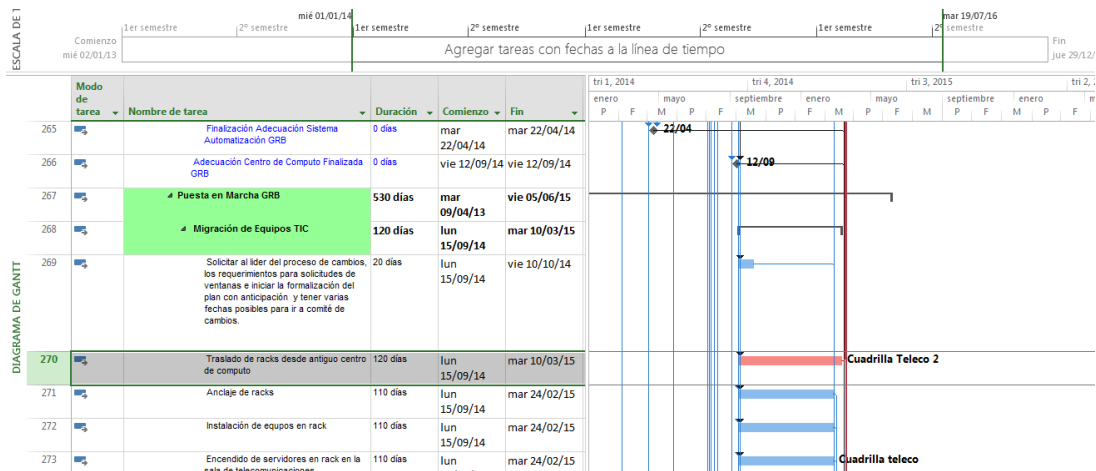 ESCALA DE 1
mié 01/01/14
mar 19/07/16
1er semestre
2º semestre
1er semestre
2º semestre
1er semestre
2º semestre
1er semestre
2º semestre
Comienzo
mié 02/01/13
Agregar tareas con fechas a la línea de tiempo
Fin
jue 29/12/
DIAGRAMA DE GANTT
Modo
de
tarea
Nombre de tarea
Duración
Comienzo
Fin
tri 1, 2014
tri 4, 2014
tri 3, 2015
tri 2,
enero
mayo
septiembre
enero
mayo
septiembre
enero
m
P F M P F M P F M P F M P F
265
Finalización Adecuación Sistema
Automatización GRB
0 días
mar
22/04/14
mar 22/04/14
22/04
266
Adecuación Centro de Computo Finalizada
GRB
0 días
vie 12/09/14
vie 12/09/14
12/09
267
Puesta en Marcha GRB
530 días
mar
09/04/13
vie 05/06/15
268
Migración de Equipos TIC
120 días
lun
15/09/14
mar 10/03/15
269
Solicitar al lider del proceso de cambios,
los requerimientos para solicitudes de
ventanas e iniciar la formalización del
plan con anticipación y tener varias
fechas posibles para ir a comité de
cambios.
20 días
lun
15/09/14
vie 10/10/14
270
Traslado de racks desde antiguo centro
de computo
120 días
lun
15/09/14
mar 10/03/15
Cuadrilla Teleco 2
271
Anclaje de racks
110 días
lun
15/09/14
mar 24/02/15
272
Instalación de equpos en rack
110 días
lun
15/09/14
mar 24/02/15
273
Encendido de servidores en rack en la
sala de telecomunicaciones
110 días
lun
mar 24/02/15
Cuadrilla teleco